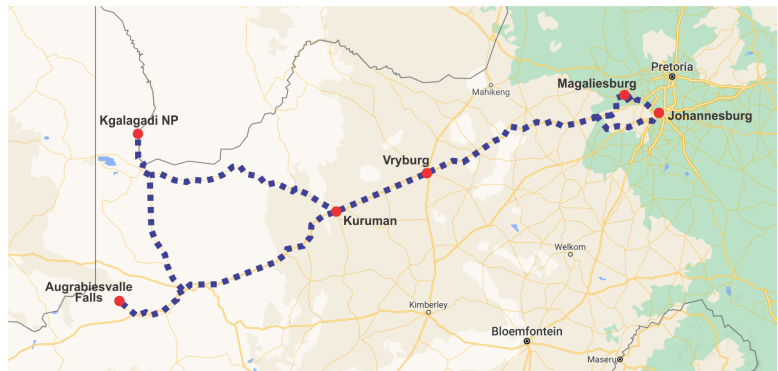 Pretoria
Magaliesburg
Mahikeng
Johannesburg
Kgalagadi NP
Vryburg
Kuruman
Welkom
Augrabiesvalle
Falls
Kimberley
Bloemfontein
Maseru